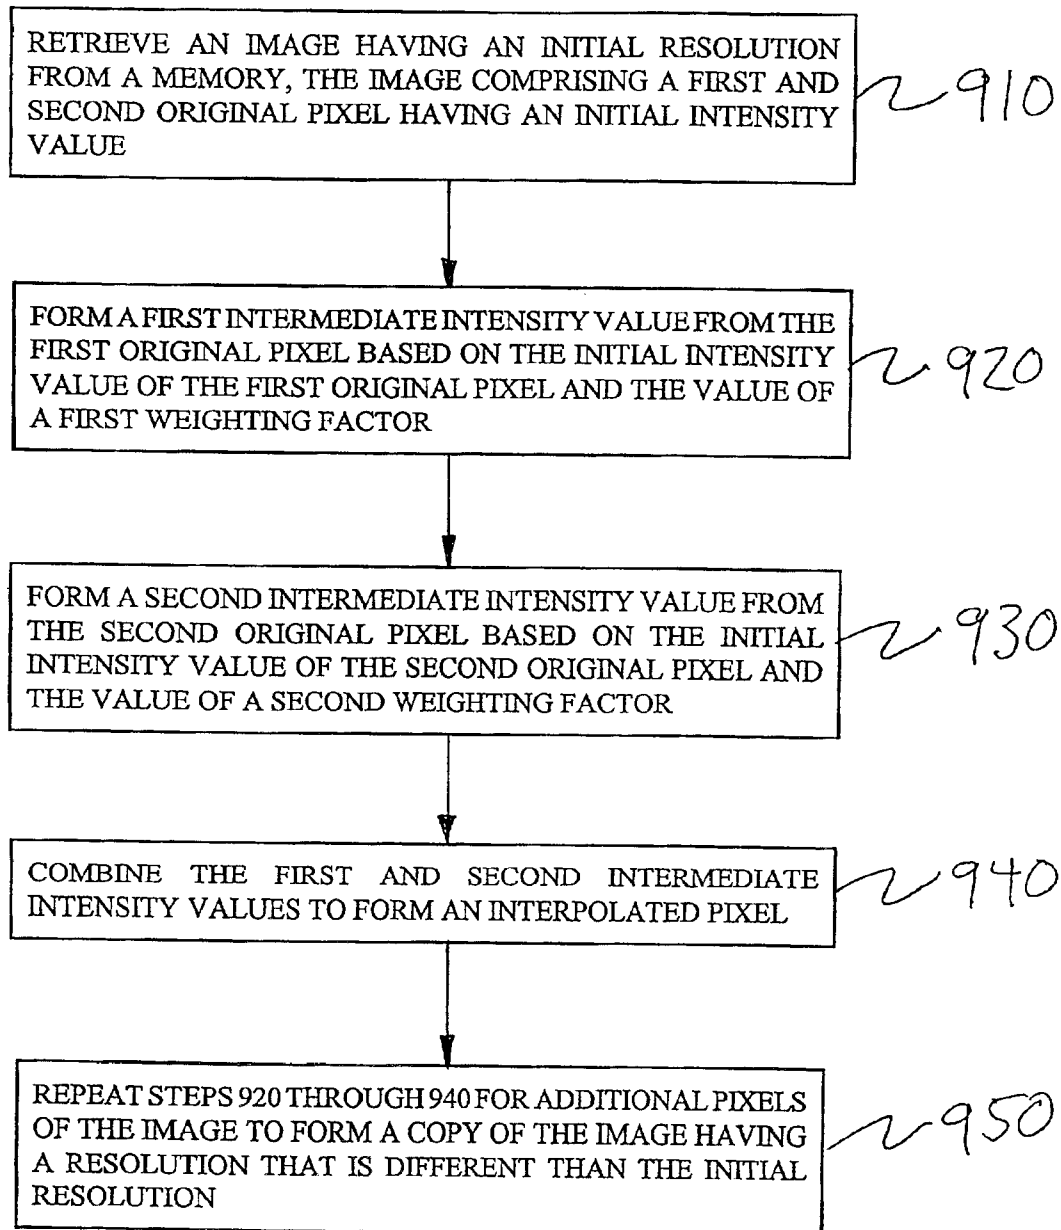 RETRIEVE AN IMAGE HAVING AN INITIAL RESOLUTION
FROM A MEMORY, THE IMAGE COMPRISING A FIRST AND
SECOND ORIGINAL PIXEL HAVING AN INITIAL INTENSITY
VALUE
910
FORM A FIRST INTERMEDIATE INTENSITY VALUE FROM THE
FIRST ORIGINAL PIXEL BASED ON THE INITIAL INTENSITY
VALUE OF THE FIRST ORIGINAL PIXEL AND THE VALUE OF
A FIRST WEIGHTING FACTOR
920
FORM A SECOND INTERMEDIATE INTENSITY VALUE FROM
THE SECOND ORIGINAL PIXEL BASED ON THE INITIAL
INTENSITY VALUE OF THE SECOND ORIGINAL PIXEL AND
THE VALUE OF A SECOND WEIGHTING FACTOR
930
COMBINE THE FIRST AND SECOND INTERMEDIATE
INTENSITY VALUES TO FORM AN INTERPOLATED PIXEL
940
REPEAT STEPS 920 THROUGH 940 FOR ADDITIONAL PIXELS
OF THE IMAGE TO FORM A COPY OF THE IMAGE HAVING
A RESOLUTION THAT IS DIFFERENT THAN THE INITIAL
RESOLUTION
950